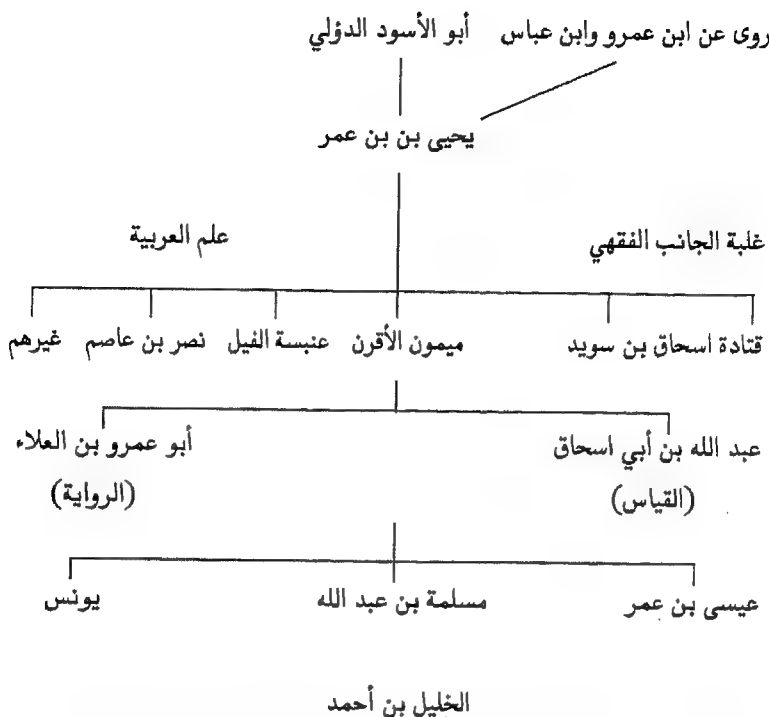 روى عن ابن عمرو وابن عباس أبو الأسود الدؤلي
يحيى بن بن عمر
غلبة الجانب الفقهي علم العربية
قتادة اسحاق بن سويد ميمون الأقرن عنبسة الفيل نصر بن عاصم غيرهم
عبد الله بن أبي اسحاق أبو عمرو بن العلاء
(القياس) (الرواية)
عيسى بن عمر مسلمة بن عبد الله يونس
الخليل بن أحمد